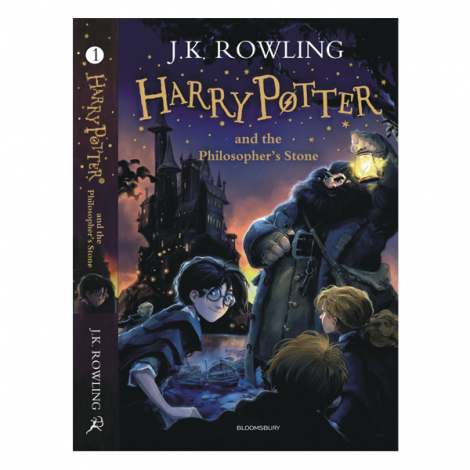 J.K. ROWLING
HARRY POTTER
and the
Philosopher's Stone
BLOOMSBURY
1
HARRY POTTER
and the
Philosopher's Stone
J.K. ROWLING